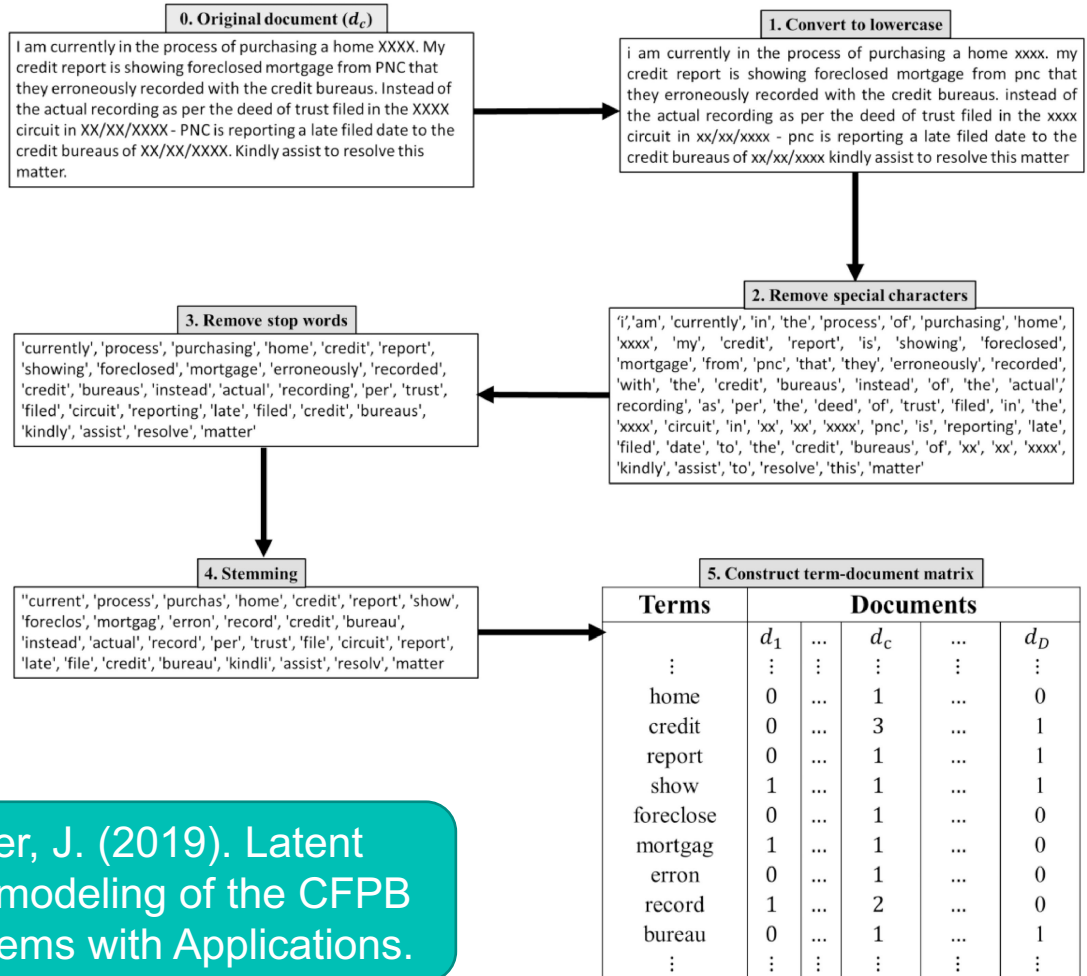 0. Original document (d_c)
I am currently in the process of purchasing a home XXXX. My
credit report is showing foreclosed mortgage from PNC that
they erroneously recorded with the credit bureaus. Instead of
the actual recording as per the deed of trust filed in the XXXX
circuit in XX/XX/XXXX - PNC is reporting a late filed date to the
credit bureaus of XX/XX/XXXX. Kindly assist to resolve this
matter.
1. Convert to lowercase
i am currently in the process of purchasing a home xxxx. my
credit report is showing foreclosed mortgage from pnc that
they erroneously recorded with the credit bureaus. instead of
the actual recording as per the deed of trust filed in the xxxx
circuit in xx/xx/xxxx - pnc is reporting a late filed date to the
credit bureaus of xx/xx/xxxx kindly assist to resolve this matter
2. Remove special characters
‘i’,'am', 'currently', 'in', 'the', 'process', 'of', 'purchasing', 'home',
'xxxx', 'my', 'credit', 'report', 'is', 'showing', 'foreclosed',
'mortgage', 'from', 'pnc', 'that', 'they', 'erroneously', 'recorded',
'with', 'the', 'credit', 'bureaus', 'instead', 'of', 'the', 'actual',’
recording', 'as', 'per', 'the', 'deed', 'of', 'trust', 'filed', 'in', 'the',
'xxxx', 'circuit', 'in', 'xx', 'xx', 'xxxx', 'pnc', 'is', 'reporting', 'late',
'filed', 'date', 'to', 'the', 'credit', 'bureaus', 'of', 'xx', 'xx', 'xxxx',
'kindly', 'assist', 'to', 'resolve', 'this', 'matter'
3. Remove stop words
'currently', 'process', 'purchasing', 'home', 'credit', 'report',
'showing', 'foreclosed', 'mortgage', 'erroneously', 'recorded',
'credit', 'bureaus', 'instead', 'actual', 'recording', 'per', 'trust',
'filed', 'circuit', 'reporting', 'late', 'filed', 'credit', 'bureaus',
'kindly', 'assist', 'resolve', 'matter'
4. Stemming
''current', 'process', 'purchas', 'home', 'credit', 'report', 'show',
'foreclos', 'mortgag', 'erron', 'record', 'credit', 'bureau',
'instead', 'actual', 'record', 'per', 'trust', 'file', 'circuit', 'report',
'late', 'file', 'credit', 'bureau', 'kindli', 'assist', 'resolv', 'matter
5. Construct term-document matrix
Terms Documents
d_1 ... d_c ... d_D
⋮ ⋮ ⋮ ⋮ ⋮ ⋮
home 0 ... 1 ... 0
credit 0 ... 3 ... 1
report 0 ... 1 ... 1
show 1 ... 1 ... 1
foreclose 0 ... 1 ... 0
mortgag 1 ... 1 ... 0
erron 0 ... 1 ... 0
record 1 ... 2 ... 0
bureau 0 ... 1 ... 1
⋮ ⋮ ⋮ ⋮ ⋮ ⋮
er, J. (2019). Latent
modeling of the CFPB
ems with Applications.